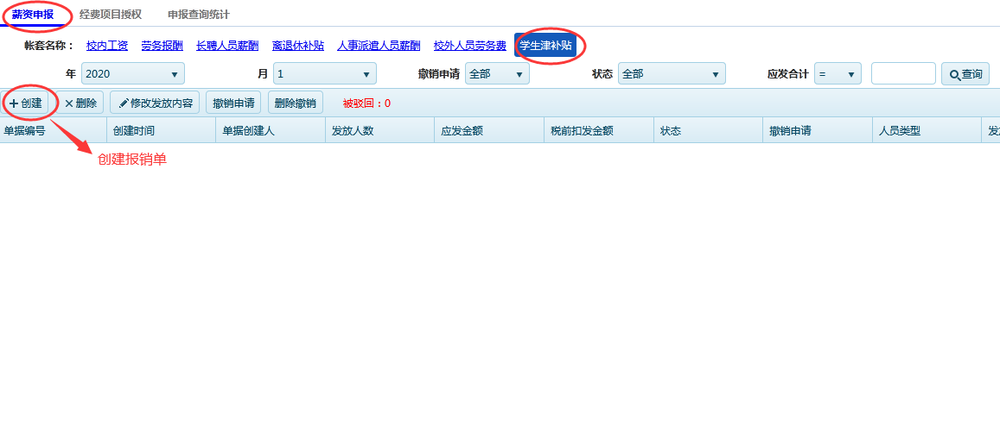 薪资申报 经费项目授权 申报查询统计
帐套名称： 校内工资 劳务报酬 长聘人员薪酬 离退休补贴 人事派遣人员薪酬 校外人员劳务费 学生津补贴
年 2020 月 1 撤销申请 全部 状态 全部 应发合计 = 查询
创建 删除 修改发放内容 撤销申请 删除撤销 被驳回：0
单据编号 创建时间 单据创建人 发放人数 应发金额 税前扣发金额 状态 撤销申请 人员类型
创建报销单